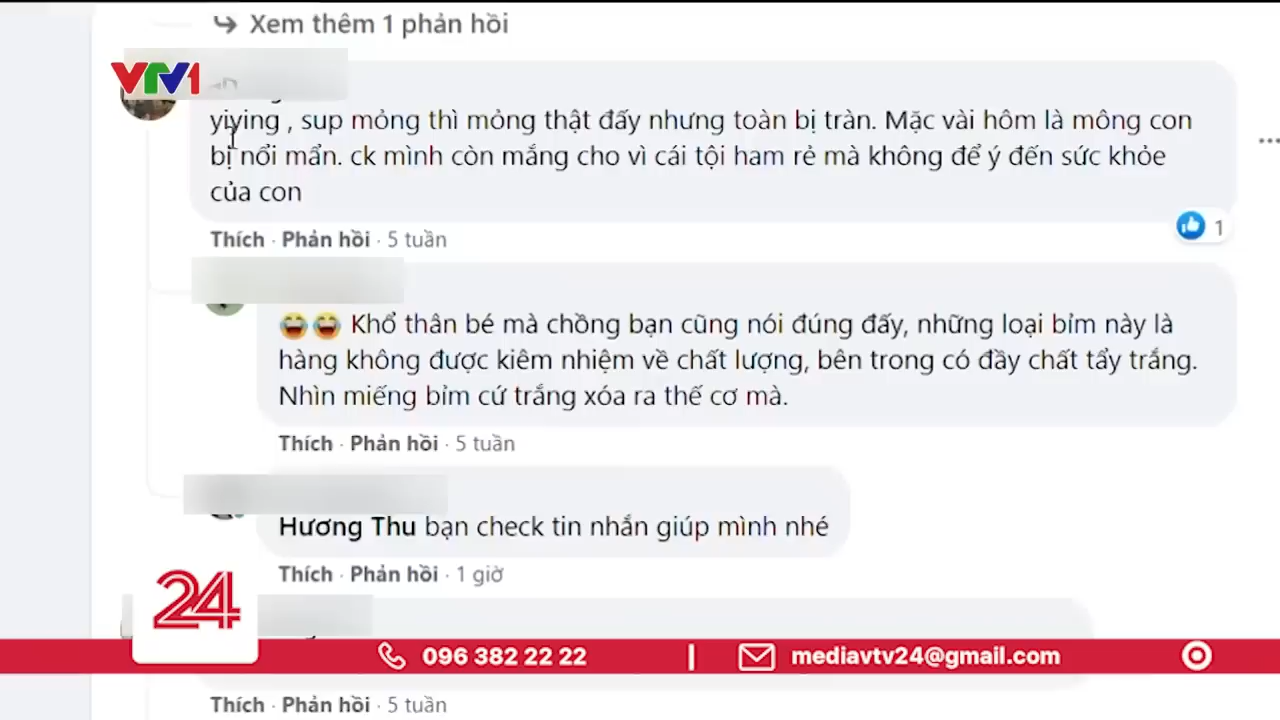 Xem thêm 1 phản hồi
VTV1
yiying , sup mỏng thì mỏng thật đấy nhưng toàn bị tràn. Mặc vài hôm là mông con
bị nổi mẩn. ck mình còn mắng cho vì cái tội ham rẻ mà không để ý đến sức khỏe
của con
Thích · Phản hồi · 5 tuần
1
😂😂 Khổ thân bé mà chồng bạn cũng nói đúng đấy, những loại bỉm này là
hàng không được kiêm nhiệm về chất lượng, bên trong có đầy chất tẩy trắng.
Nhìn miếng bỉm cứ trắng xóa ra thế cơ mà.
Thích · Phản hồi · 5 tuần
Hương Thu bạn check tin nhắn giúp mình nhé
Thích · Phản hồi · 1 giờ
24
096 382 22 22 | mediavtv24@gmail.com
Thích · Phản hồi · 5 tuần